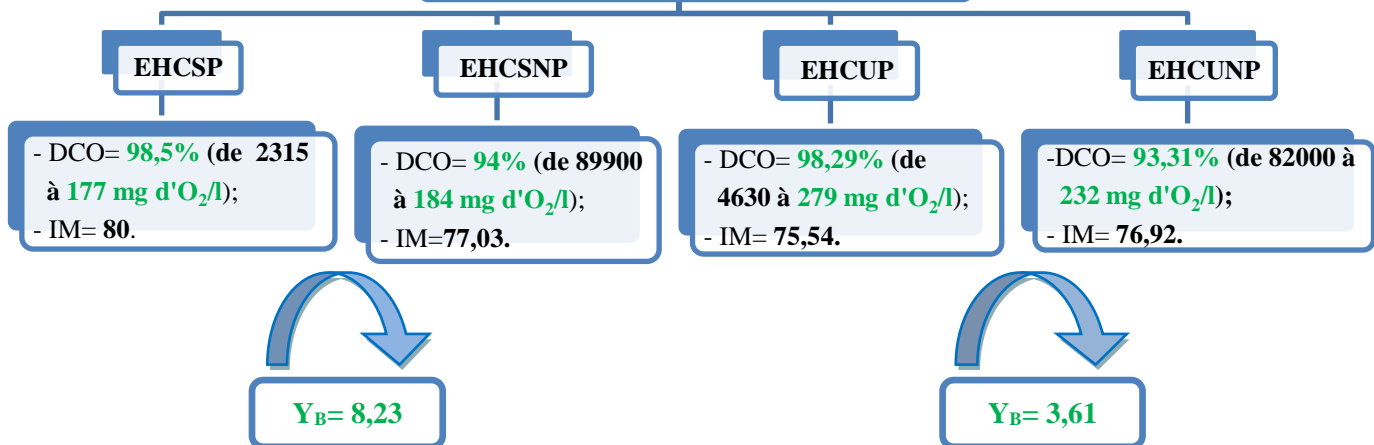 EHCSP
EHCSNP
EHCUP
EHCUNP
- DCO= 98,5% (de 2315
à 177 mg d'O₂/l);
- IM= 80.
- DCO= 94% (de 89900
à 184 mg d'O₂/l);
- IM=77,03.
- DCO= 98,29% (de
4630 à 279 mg d'O₂/l);
- IM= 75,54.
-DCO= 93,31% (de 82000 à
232 mg d'O₂/l);
- IM= 76,92.
Y_B= 8,23
Y_B= 3,61